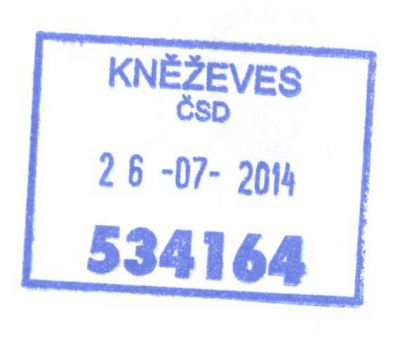 KNĚŽEVES
ČSD
26 -07- 2014
534164